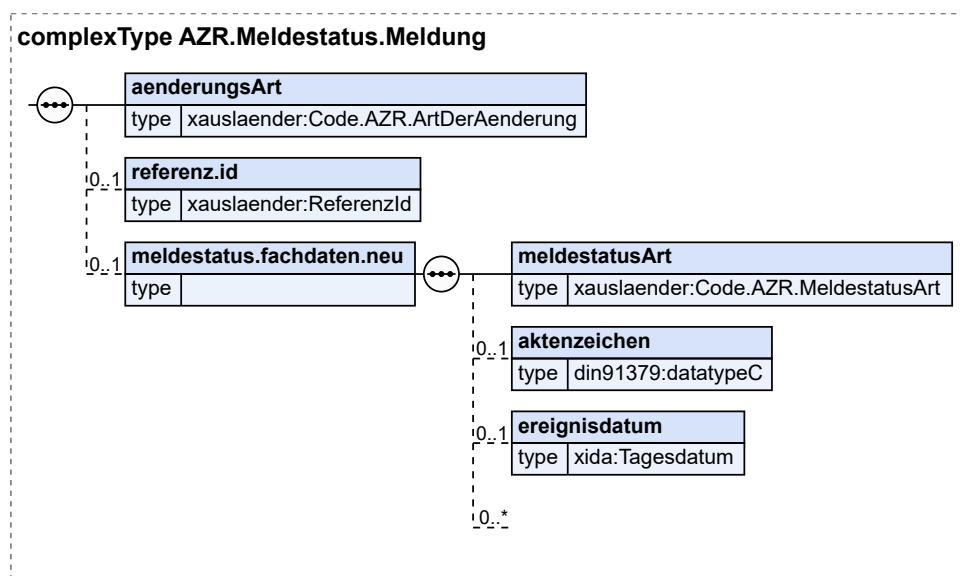 complexType AZR.Meldestatus.Meldung
aenderungsArt
type xauslaender:Code.AZR.ArtDerAenderung
0..1 referenz.id
type xauslaender:ReferenzId
0..1 meldestatus.fachdaten.neu
type
meldestatusArt
type xauslaender:Code.AZR.MeldestatusArt
0..1 aktenzeichen
type din91379:datatypeC
0..1 ereignisdatum
type xida:Tagesdatum
0..*